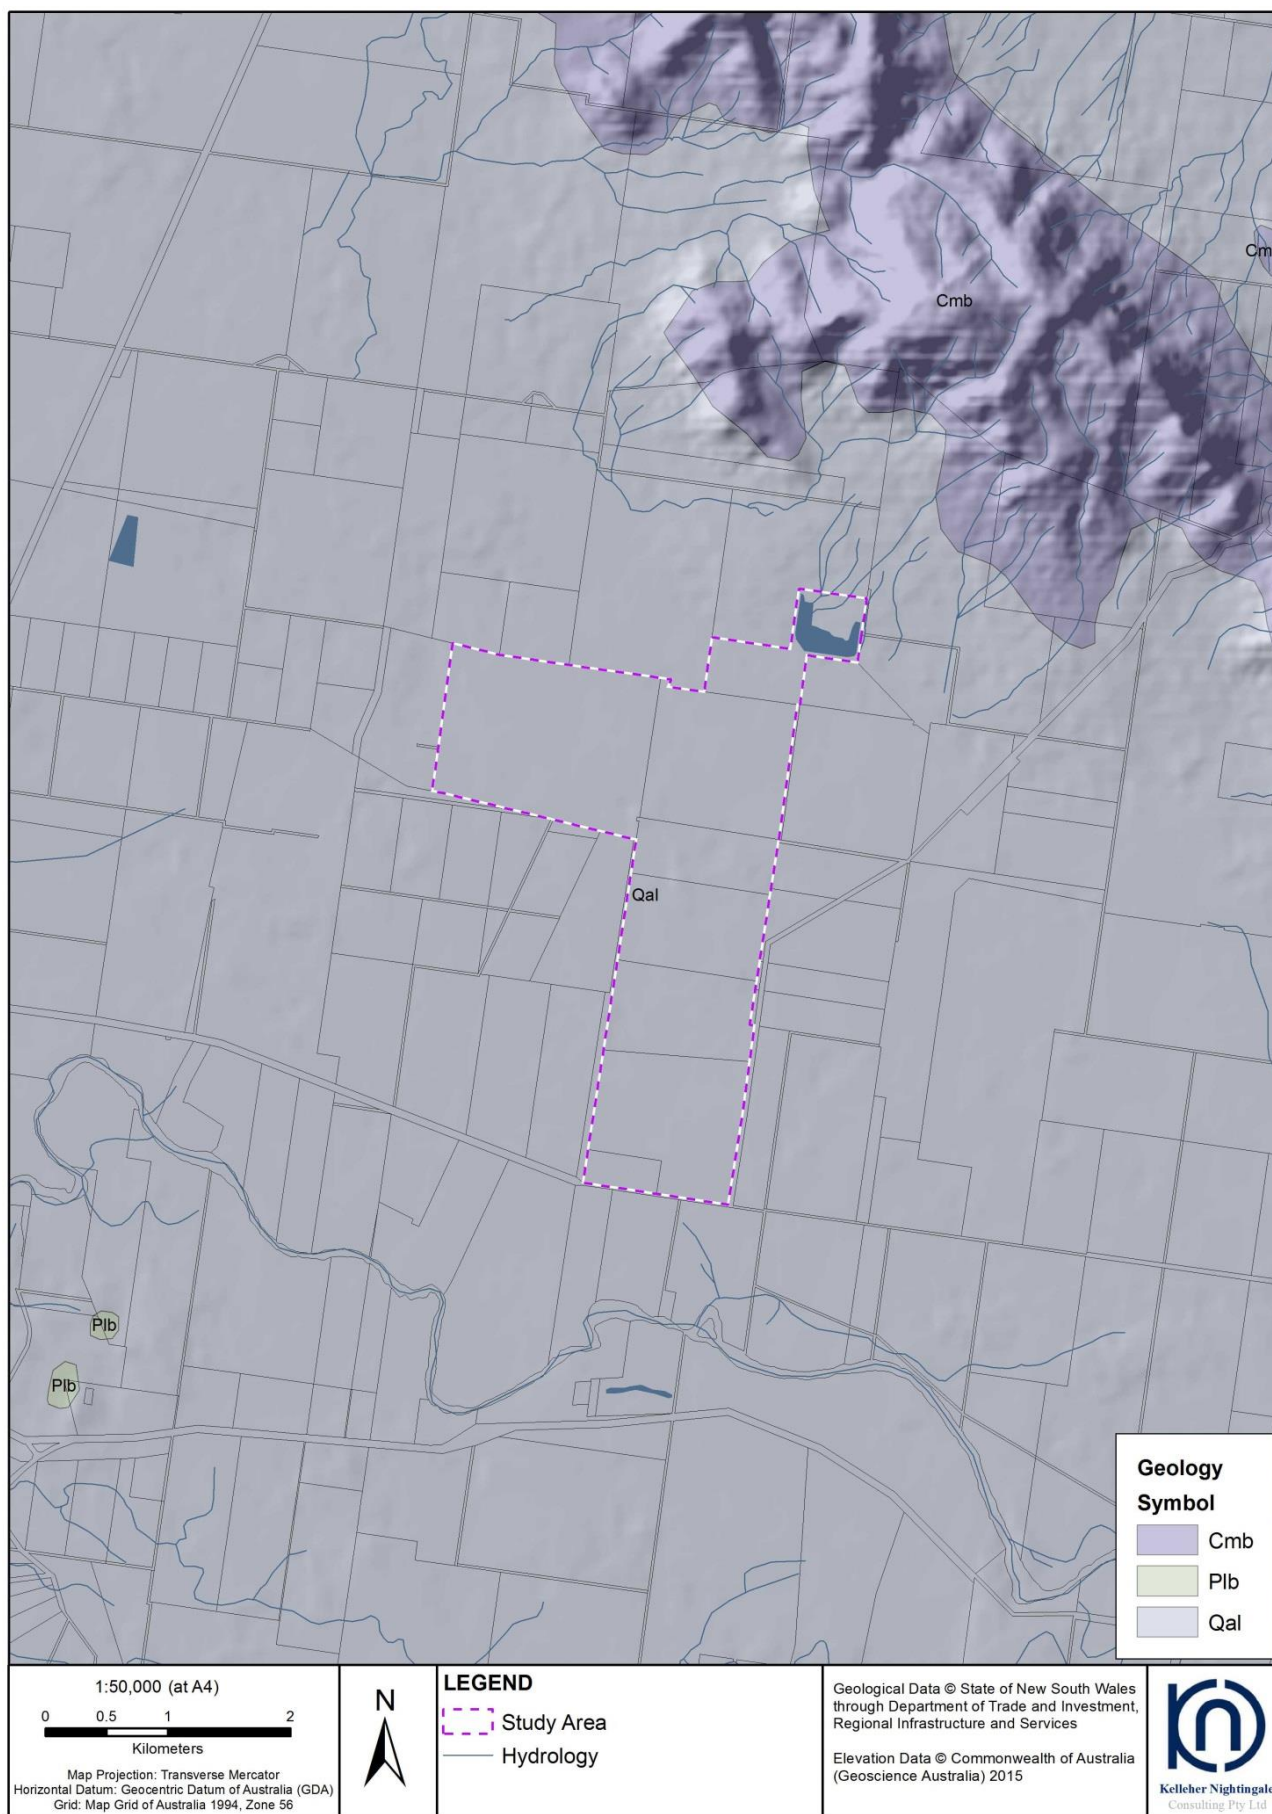 Cmb
Cm
Qal
Plb
Plb
Geology
Symbol
Cmb
Plb
Qal
1:50,000 (at A4)
0 0.5 1 2
Kilometers
Map Projection: Transverse Mercator
Horizontal Datum: Geocentric Datum of Australia (GDA)
Grid: Map Grid of Australia 1994, Zone 56
N
LEGEND
Study Area
Hydrology
Geological Data © State of New South Wales
through Department of Trade and Investment,
Regional Infrastructure and Services
Elevation Data © Commonwealth of Australia
(Geoscience Australia) 2015
Kelleher Nightingale
Consulting Pty Ltd